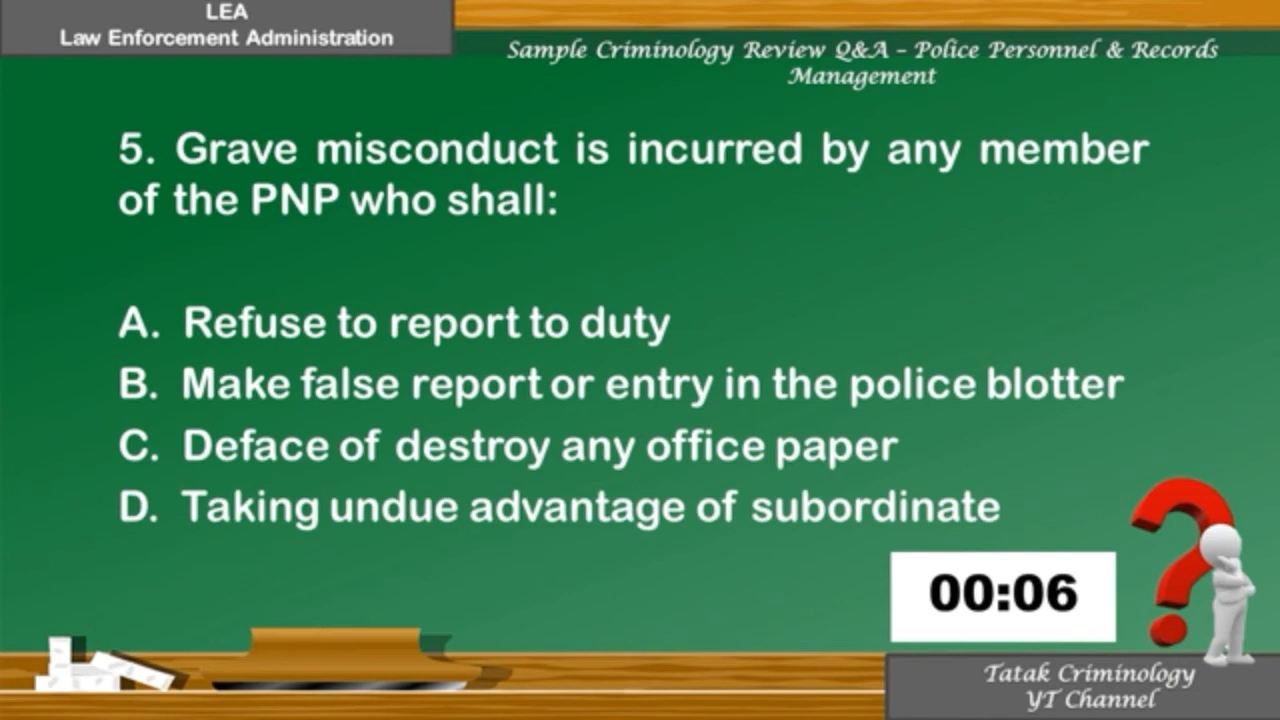 LEA
Law Enforcement Administration
Sample Criminology Review Q&A – Police Personnel & Records
Management
5. Grave misconduct is incurred by any member
of the PNP who shall:
A. Refuse to report to duty
B. Make false report or entry in the police blotter
C. Deface of destroy any office paper
D. Taking undue advantage of subordinate
00:06
Tatak Criminology
YT Channel